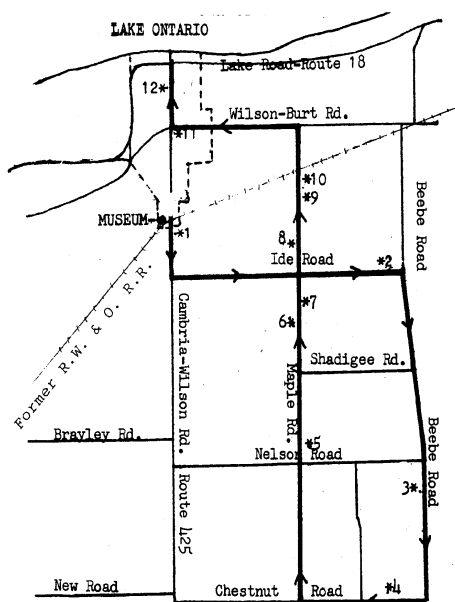 LAKE ONTARIO
Lake Road-Route 18
12*
Wilson-Burt Rd.
*11
*10
*9
Beebe Road
MUSEUM
*1
8*
Ide Road
*2
Former R.W. & O. R.R.
Cambria-Wilson Rd.
*7
6*
Maple Rd.
Shadigee Rd.
Brayley Rd.
*5
Nelson Road
Beebe Road
3*
Route 425
New Road
Chestnut Road
*4